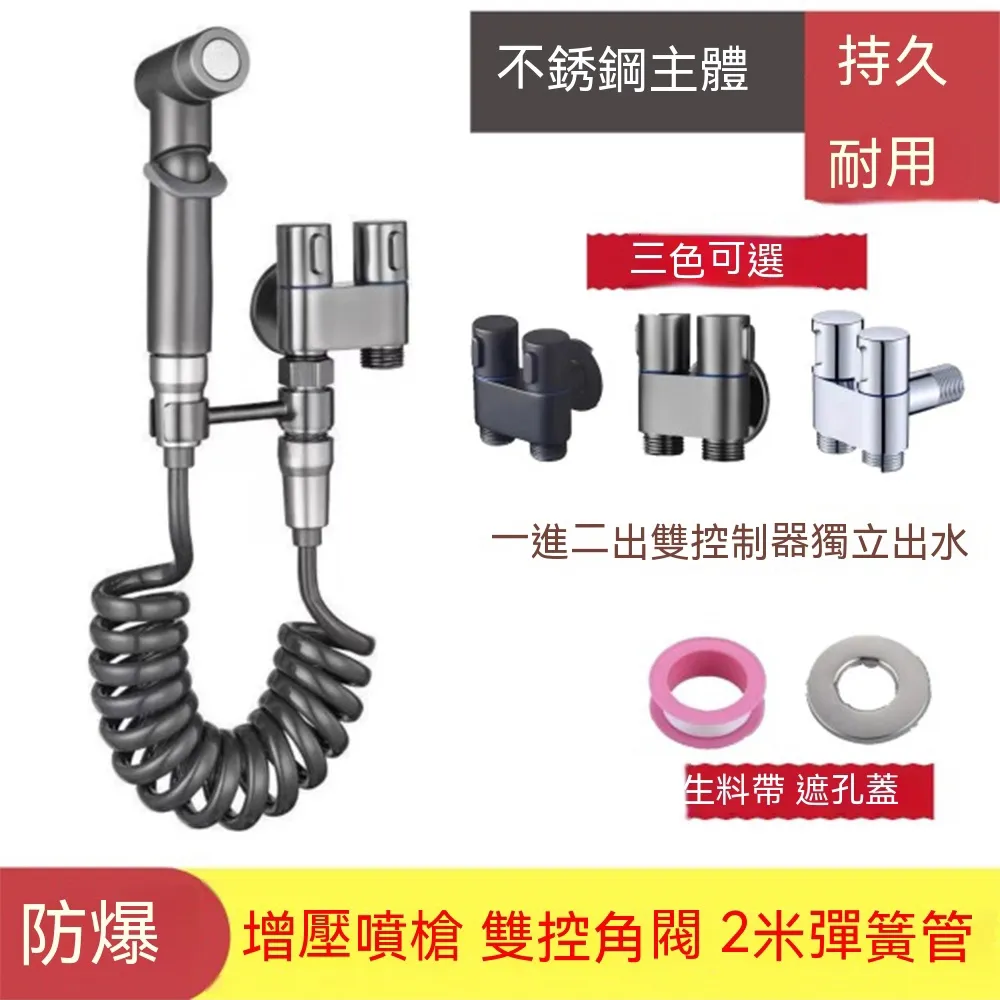 不銹鋼主體
持久
耐用
三色可選
一進二出雙控制器獨立出水
生料帶 遮孔蓋
防爆
增壓噴槍 雙控角閥 2米彈簧管